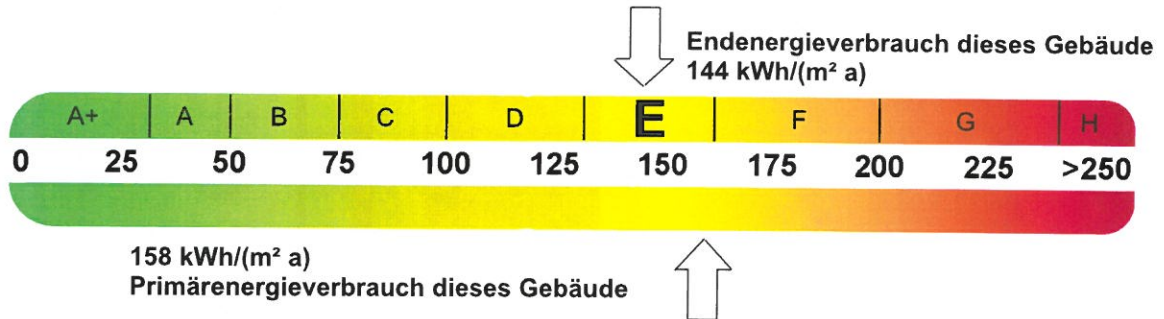 Endenergieverbrauch dieses Gebäude
144 kWh/(m² a)
A+ A B C D E F G H
0 25 50 75 100 125 150 175 200 225 >250
158 kWh/(m² a)
Primärenergieverbrauch dieses Gebäude